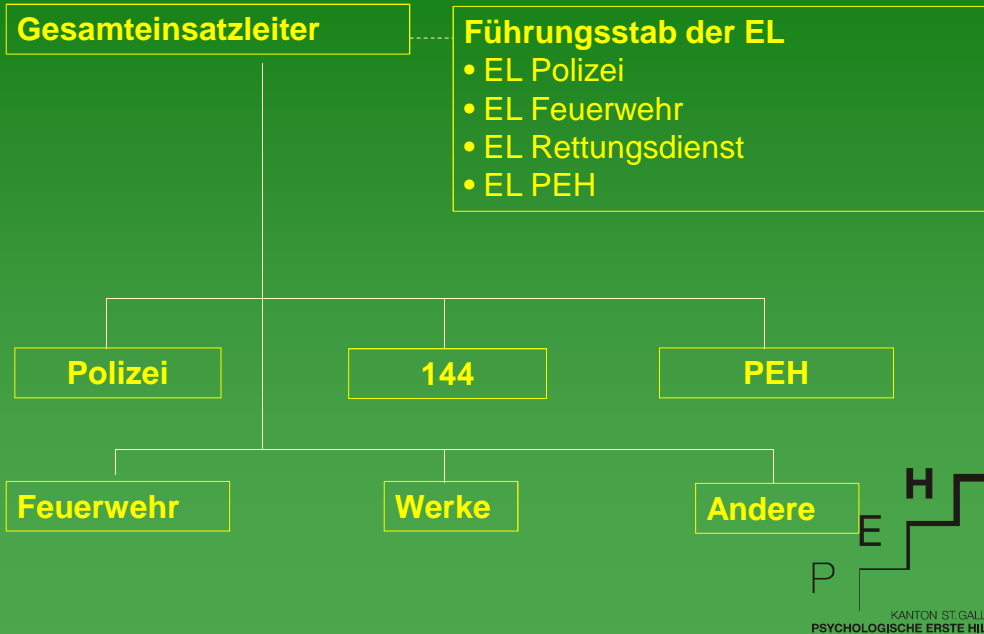 Gesamteinsatzleiter
Führungsstab der EL
• EL Polizei
• EL Feuerwehr
• EL Rettungsdienst
• EL PEH
Polizei
144
PEH
Feuerwehr
Werke
Andere
H
E
P
KANTON ST.GALL
PSYCHOLOGISCHE ERSTE HIL